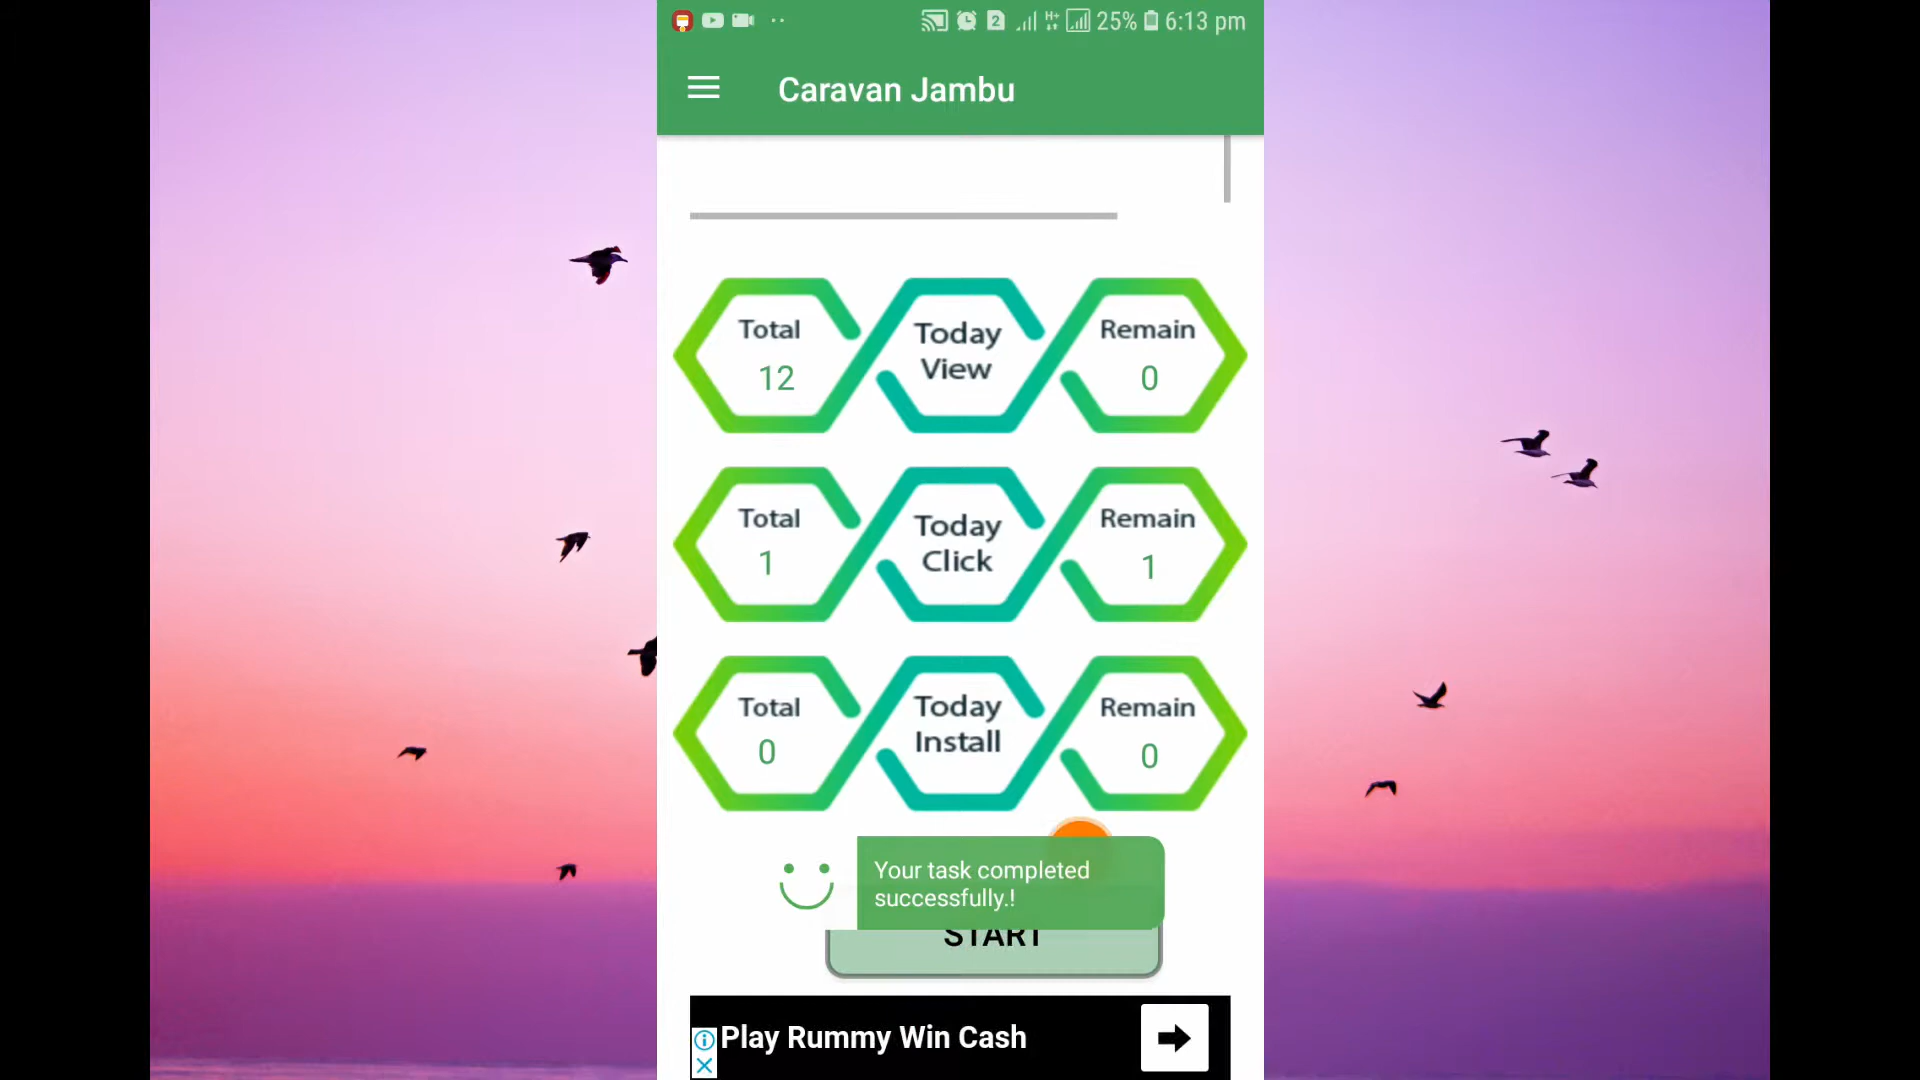 2 H+ 25% 6:13 pm
Caravan Jambu
Total
12
Today
View
Remain
0
Total
1
Today
Click
Remain
1
Total
0
Today
Install
Remain
0
Your task completed
successfully.!
START
Play Rummy Win Cash